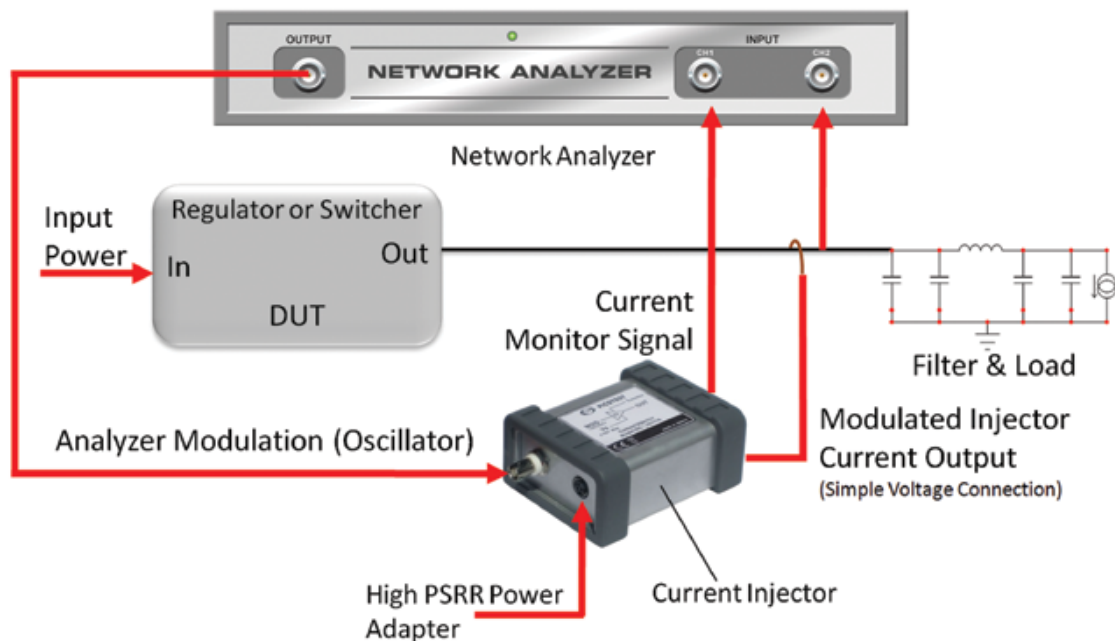 OUTPUT
NETWORK ANALYZER
INPUT
CH1
CH2
Network Analyzer
Input
Power
Regulator or Switcher
In
Out
DUT
Current
Monitor Signal
Filter & Load
Analyzer Modulation (Oscillator)
Modulated Injector
Current Output
(Simple Voltage Connection)
High PSRR Power
Adapter
Current Injector